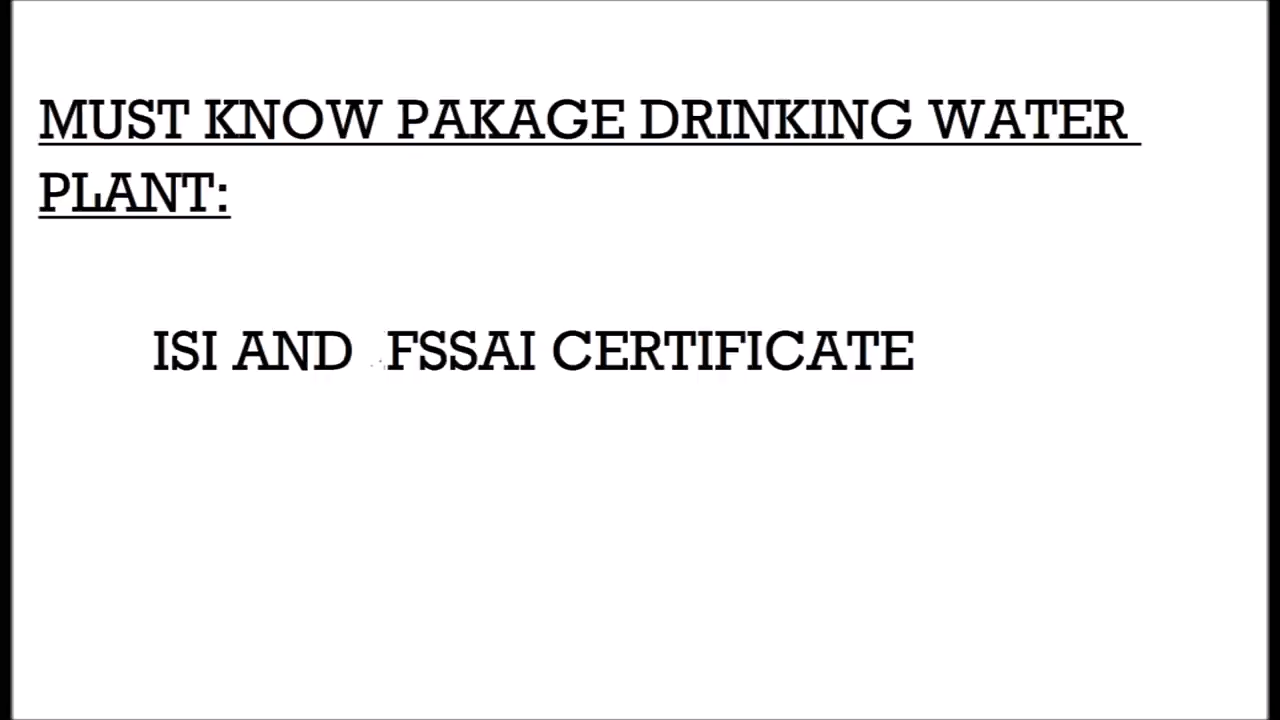 MUST KNOW PAKAGE DRINKING WATER
PLANT:
ISI AND FSSAI CERTIFICATE